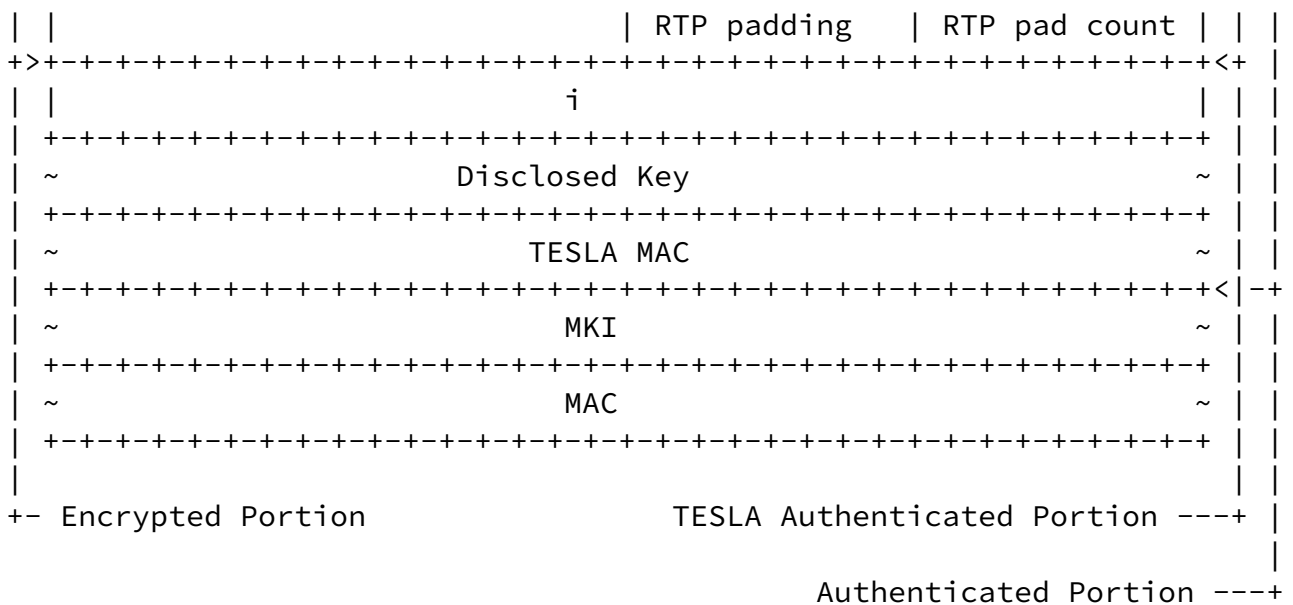 | |                               | RTP padding   | RTP pad count | | |
+>+-+-+-+-+-+-+-+-+-+-+-+-+-+-+-+-+-+-+-+-+-+-+-+-+-+-+-+-+-+-+-+-+<+ |
| |                            i                                  | | |
| +-+-+-+-+-+-+-+-+-+-+-+-+-+-+-+-+-+-+-+-+-+-+-+-+-+-+-+-+-+-+-+-+ | |
| ~                      Disclosed Key                            ~ | |
| +-+-+-+-+-+-+-+-+-+-+-+-+-+-+-+-+-+-+-+-+-+-+-+-+-+-+-+-+-+-+-+-+ | |
| ~                          TESLA MAC                            ~ | |
| +-+-+-+-+-+-+-+-+-+-+-+-+-+-+-+-+-+-+-+-+-+-+-+-+-+-+-+-+-+-+-+-+<|-+
| ~                            MKI                                ~ | |
| +-+-+-+-+-+-+-+-+-+-+-+-+-+-+-+-+-+-+-+-+-+-+-+-+-+-+-+-+-+-+-+-+ | |
| ~                            MAC                                ~ | |
| +-+-+-+-+-+-+-+-+-+-+-+-+-+-+-+-+-+-+-+-+-+-+-+-+-+-+-+-+-+-+-+-+ | |
|                                                                   | |
+- Encrypted Portion                 TESLA Authenticated Portion ---+ |
                                                                      |
                                             Authenticated Portion ---+